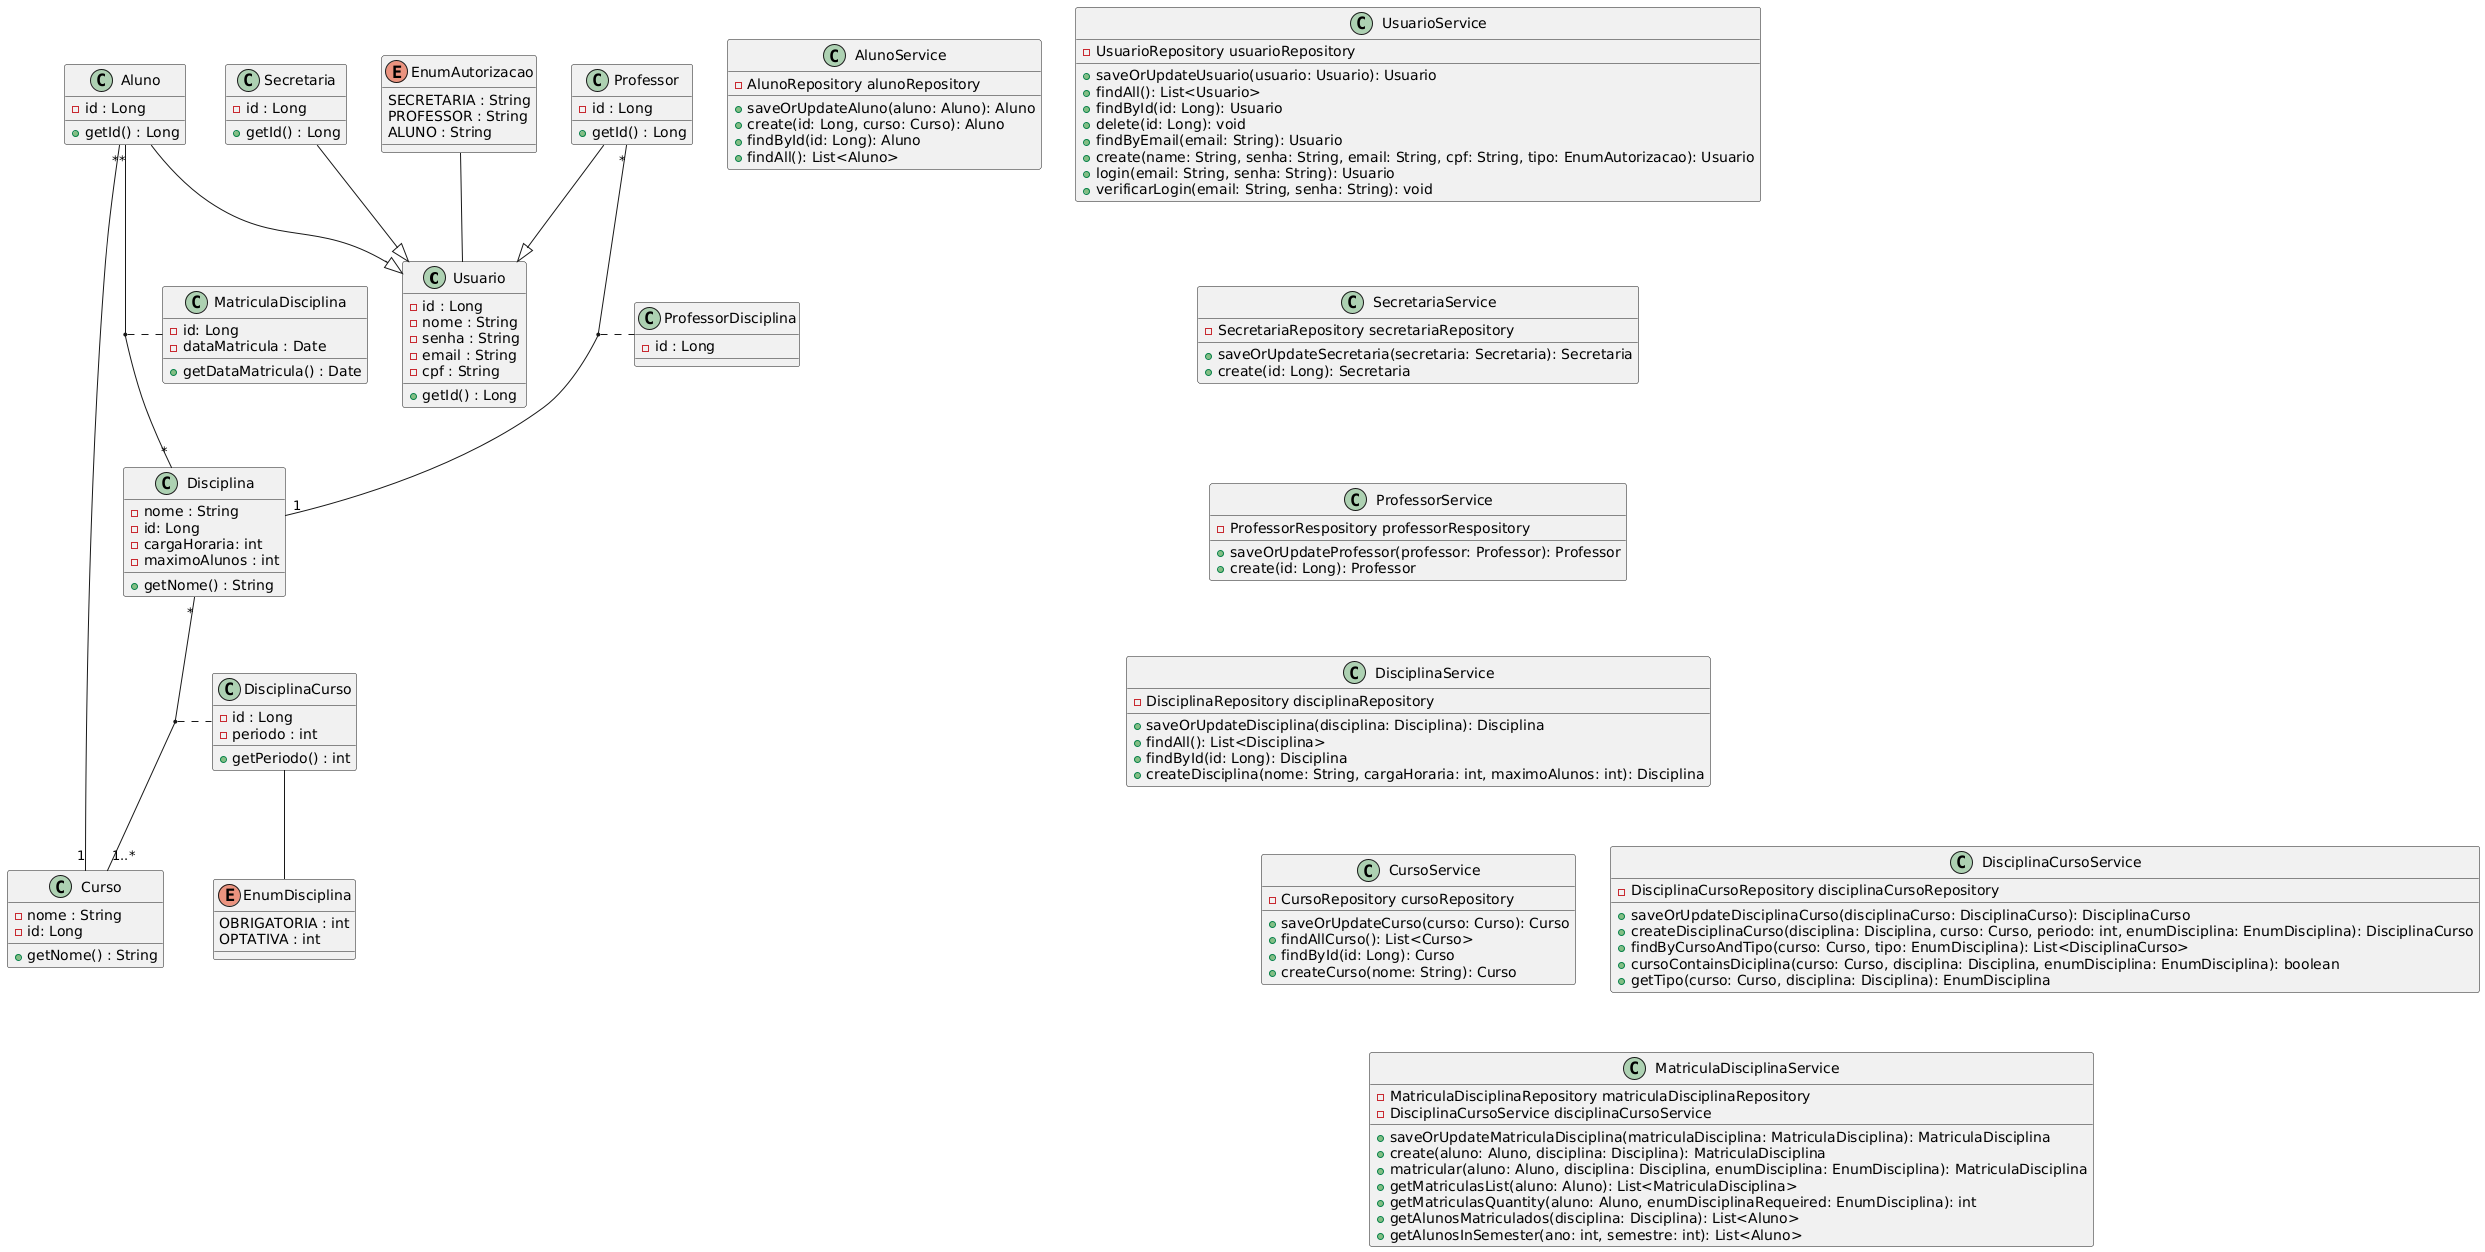 C Aluno
id : Long
getId() : Long
C Secretaria
id : Long
getId() : Long
E EnumAutorizacao
SECRETARIA : String
PROFESSOR : String
ALUNO : String
C Professor
id : Long
getId() : Long
C AlunoService
AlunoRepository alunoRepository
saveOrUpdateAluno(aluno: Aluno): Aluno
create(id: Long, curso: Curso): Aluno
findById(id: Long): Aluno
findAll(): List<Aluno>
C UsuarioService
UsuarioRepository usuarioRepository
saveOrUpdateUsuario(usuario: Usuario): Usuario
findAll(): List<Usuario>
findById(id: Long): Usuario
delete(id: Long): void
findByEmail(email: String): Usuario
create(name: String, senha: String, email: String, cpf: String, tipo: EnumAutorizacao): Usuario
login(email: String, senha: String): Usuario
verificarLogin(email: String, senha: String): void
*
*
*
C MatriculaDisciplina
id: Long
dataMatricula : Date
getDataMatricula() : Date
C Usuario
id : Long
nome : String
senha : String
email : String
cpf : String
getId() : Long
C ProfessorDisciplina
id : Long
C SecretariaService
SecretariaRepository secretariaRepository
saveOrUpdateSecretaria(secretaria: Secretaria): Secretaria
create(id: Long): Secretaria
*
1
C Disciplina
nome : String
id: Long
cargaHoraria: int
maximoAlunos : int
getNome() : String
C ProfessorService
ProfessorRespository professorRespository
saveOrUpdateProfessor(professor: Professor): Professor
create(id: Long): Professor
*
C DisciplinaCurso
id : Long
periodo : int
getPeriodo() : int
C DisciplinaService
DisciplinaRepository disciplinaRepository
saveOrUpdateDisciplina(disciplina: Disciplina): Disciplina
findAll(): List<Disciplina>
findById(id: Long): Disciplina
createDisciplina(nome: String, cargaHoraria: int, maximoAlunos: int): Disciplina
1
1..*
C Curso
nome : String
id: Long
getNome() : String
E EnumDisciplina
OBRIGATORIA : int
OPTATIVA : int
C CursoService
CursoRepository cursoRepository
saveOrUpdateCurso(curso: Curso): Curso
findAllCurso(): List<Curso>
findById(id: Long): Curso
createCurso(nome: String): Curso
C DisciplinaCursoService
DisciplinaCursoRepository disciplinaCursoRepository
saveOrUpdateDisciplinaCurso(disciplinaCurso: DisciplinaCurso): DisciplinaCurso
createDisciplinaCurso(disciplina: Disciplina, curso: Curso, periodo: int, enumDisciplina: EnumDisciplina): DisciplinaCurso
findByCursoAndTipo(curso: Curso, tipo: EnumDisciplina): List<DisciplinaCurso>
cursoContainsDiciplina(curso: Curso, disciplina: Disciplina, enumDisciplina: EnumDisciplina): boolean
getTipo(curso: Curso, disciplina: Disciplina): EnumDisciplina
C MatriculaDisciplinaService
MatriculaDisciplinaRepository matriculaDisciplinaRepository
DisciplinaCursoService disciplinaCursoService
saveOrUpdateMatriculaDisciplina(matriculaDisciplina: MatriculaDisciplina): MatriculaDisciplina
create(aluno: Aluno, disciplina: Disciplina): MatriculaDisciplina
matricular(aluno: Aluno, disciplina: Disciplina, enumDisciplina: EnumDisciplina): MatriculaDisciplina
getMatriculasList(aluno: Aluno): List<MatriculaDisciplina>
getMatriculasQuantity(aluno: Aluno, enumDisciplinaRequeired: EnumDisciplina): int
getAlunosMatriculados(disciplina: Disciplina): List<Aluno>
getAlunosInSemester(ano: int, semestre: int): List<Aluno>